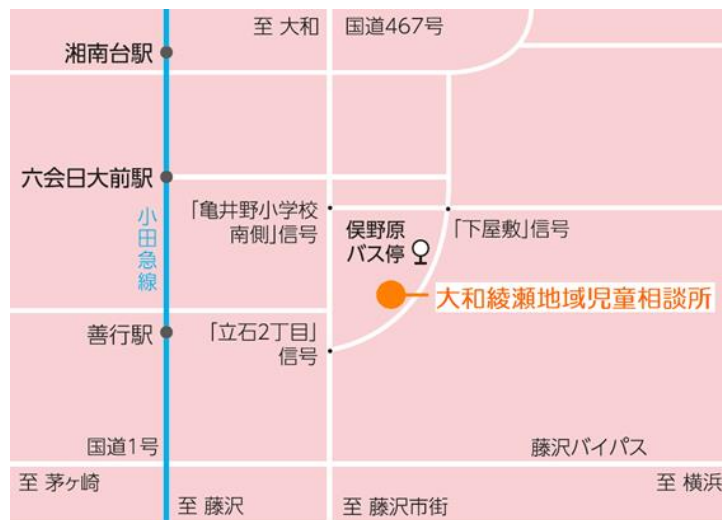 至 大和
国道467号
湘南台駅
六会日大前駅
小田急線
「亀井野小学校
南側」信号
俣野原
バス停
「下屋敷」信号
大和綾瀬地域児童相談所
善行駅
「立石2丁目」
信号
国道1号
藤沢バイパス
至 茅ヶ崎
至 藤沢
至 藤沢市街
至 横浜